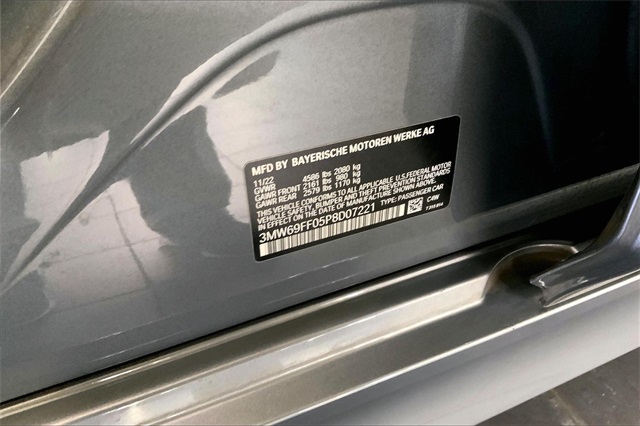 MFD BY BAYERISCHE MOTOREN WERKE AG
11/22 4586 lbs 2080 kg
GVWR
GAWR FRONT 2161 lbs 980 kg
GAWR REAR 2579 lbs 1170 kg
THIS VEHICLE CONFORMS TO ALL APPLICABLE U.S. FEDERAL MOTOR
VEHICLE SAFETY, BUMPER, AND THEFT PREVENTION STANDARDS
IN EFFECT ON THE DATE OF MANUFACTURE SHOWN ABOVE.
3MW69FF05P8D07221 TYPE: PASSENGER CAR
C4W